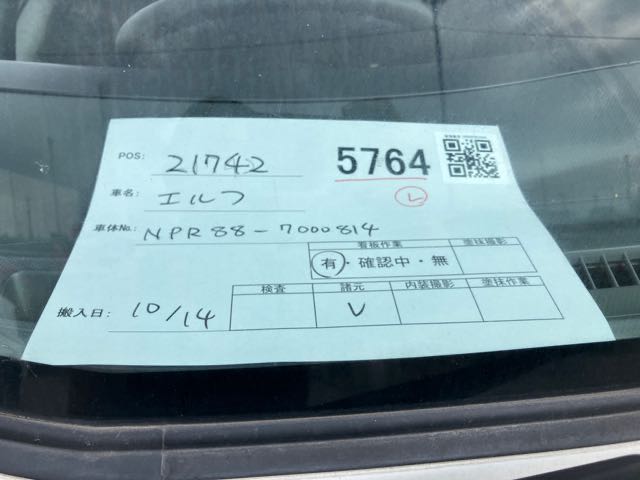 POS: 21742
5764
車名: エルフ
レ
車体No. NPR88-7000814
看板作業 塗抹撮影
有・確認中・無
検査 諸元 内装撮影 塗抹作業
搬入日: 10/14 V